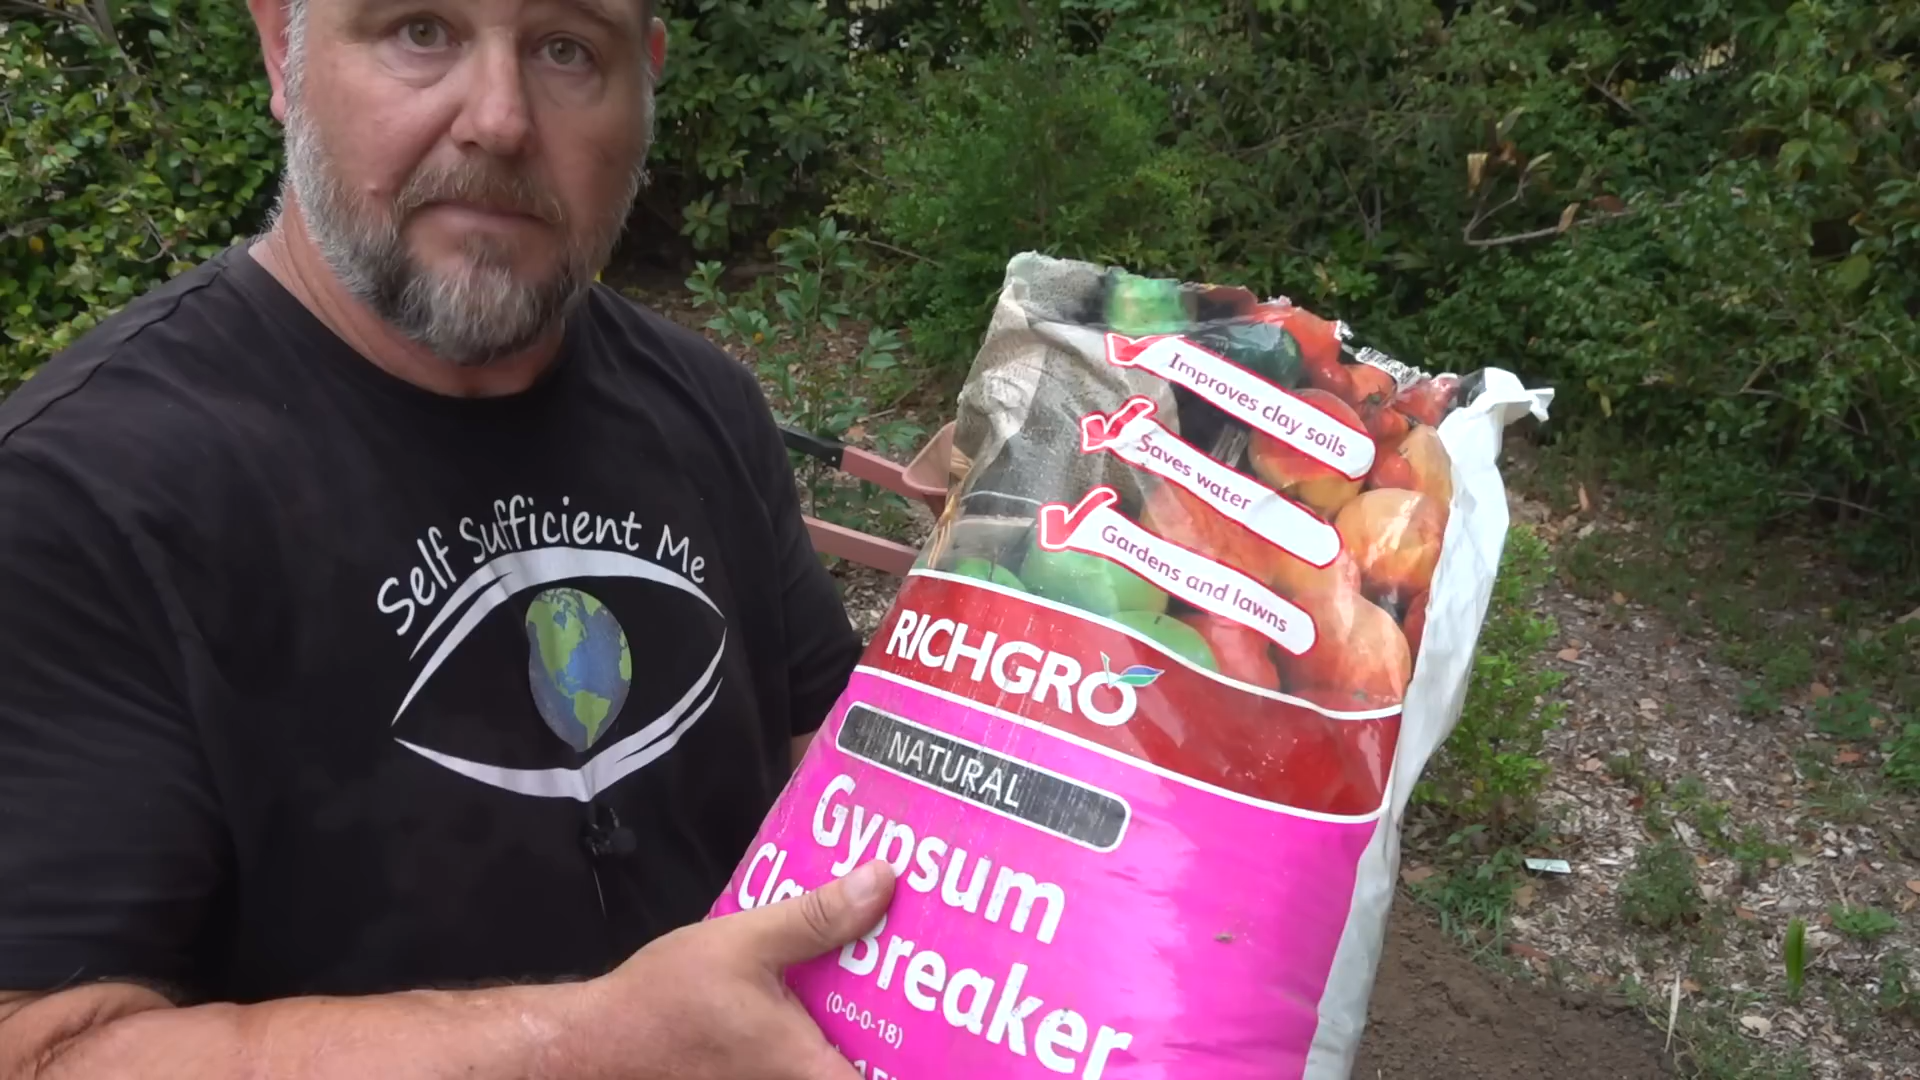 Self Sufficient Me
Improves clay soils
Saves water
Gardens and lawns
RICHGRO
NATURAL
Gypsum
Breaker
(0-0-0-18)